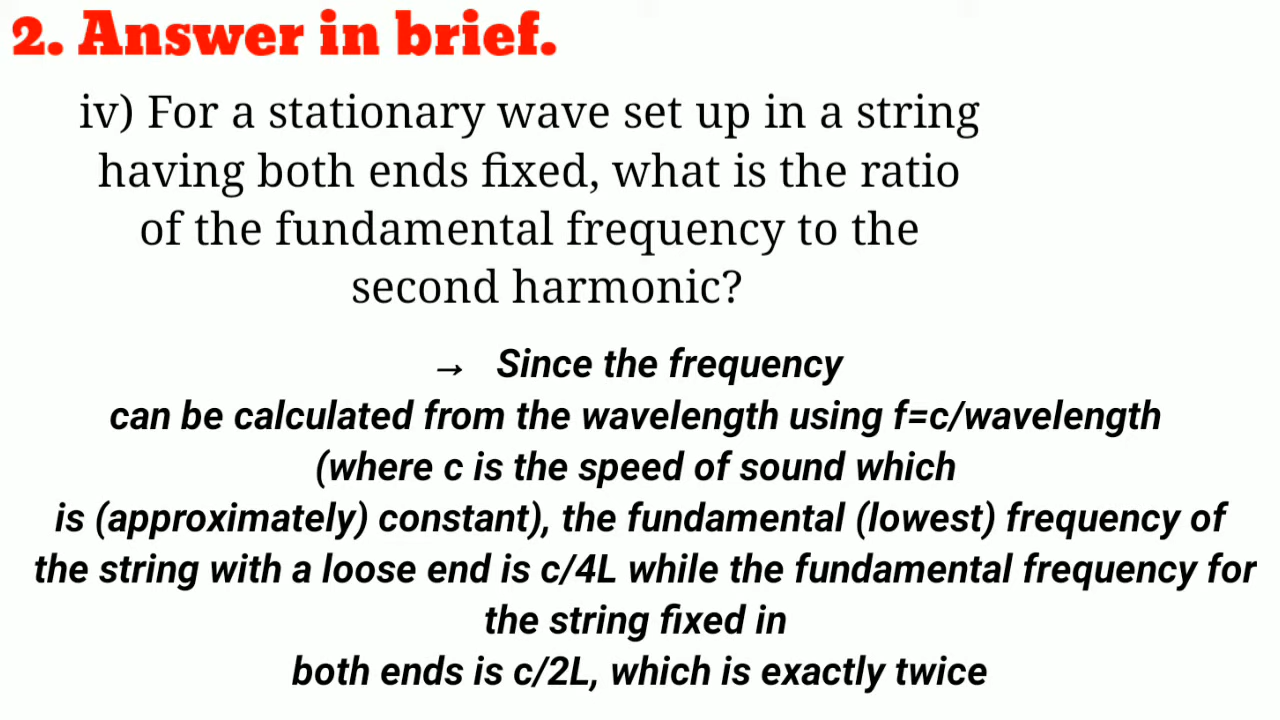 2. Answer in brief.
iv) For a stationary wave set up in a string
having both ends fixed, what is the ratio
of the fundamental frequency to the
second harmonic?
→ Since the frequency
can be calculated from the wavelength using f=c/wavelength
(where c is the speed of sound which
is (approximately) constant), the fundamental (lowest) frequency of
the string with a loose end is c/4L while the fundamental frequency for
the string fixed in
both ends is c/2L, which is exactly twice